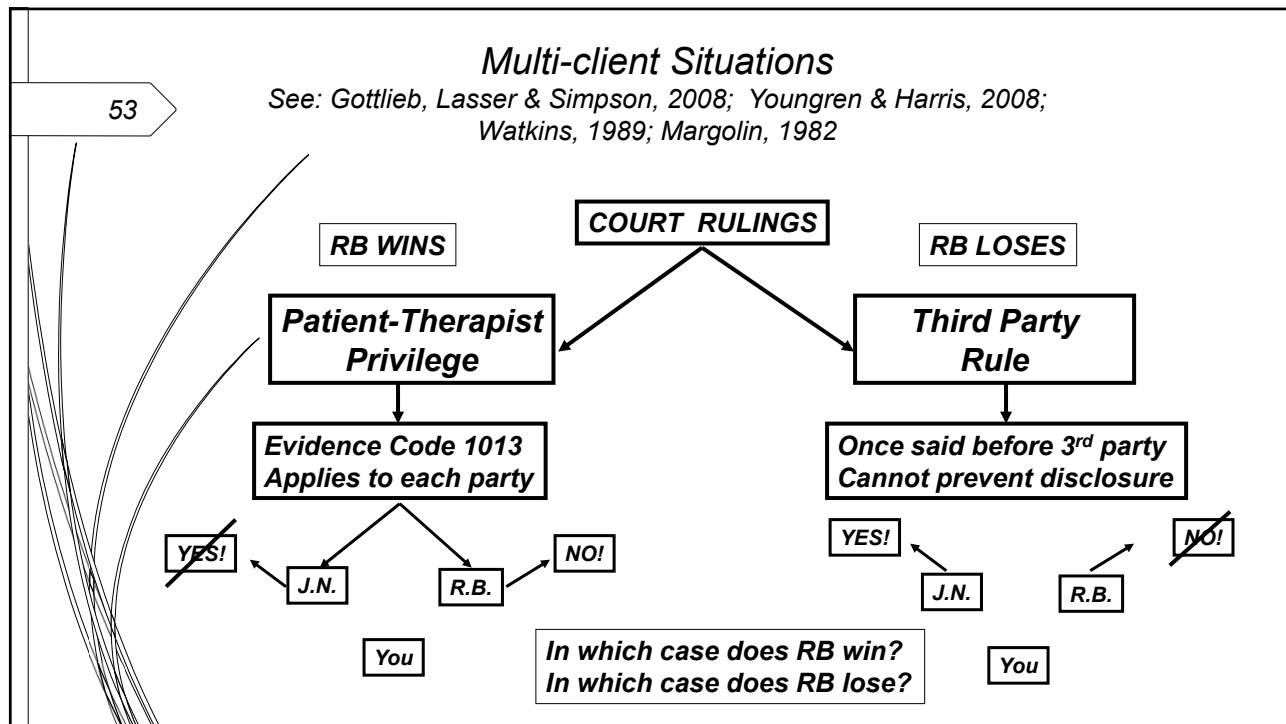 Multi-client Situations
53
See: Gottlieb, Lasser & Simpson, 2008; Youngren & Harris, 2008;
Watkins, 1989; Margolin, 1982
COURT RULINGS
RB WINS
RB LOSES
Patient-Therapist
Privilege
Third Party
Rule
Evidence Code 1013
Applies to each party
Once said before 3rd party
Cannot prevent disclosure
YES!
J.N.
R.B.
NO!
YES!
J.N.
R.B.
NO!
You
In which case does RB win?
In which case does RB lose?
You